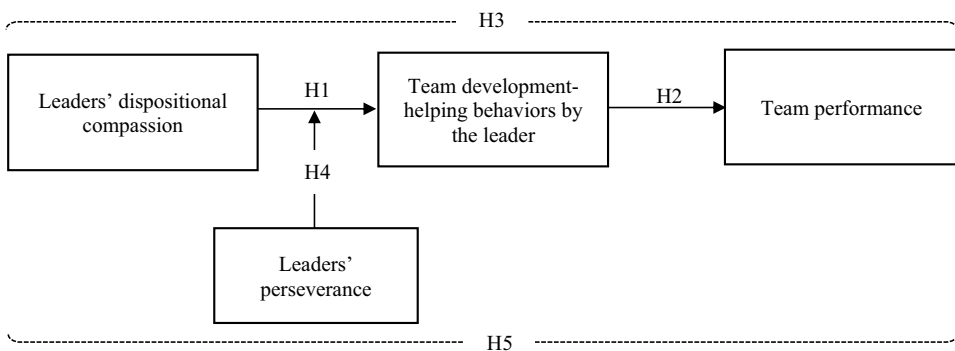 H3
Leaders’ dispositional
compassion
H1
Team development-
helping behaviors by
the leader
H2
Team performance
H4
Leaders’
perseverance
H5